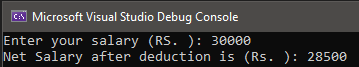 Microsoft Visual Studio Debug Console
Enter your salary (RS. ): 30000
Net Salary after deduction is (Rs. ): 28500